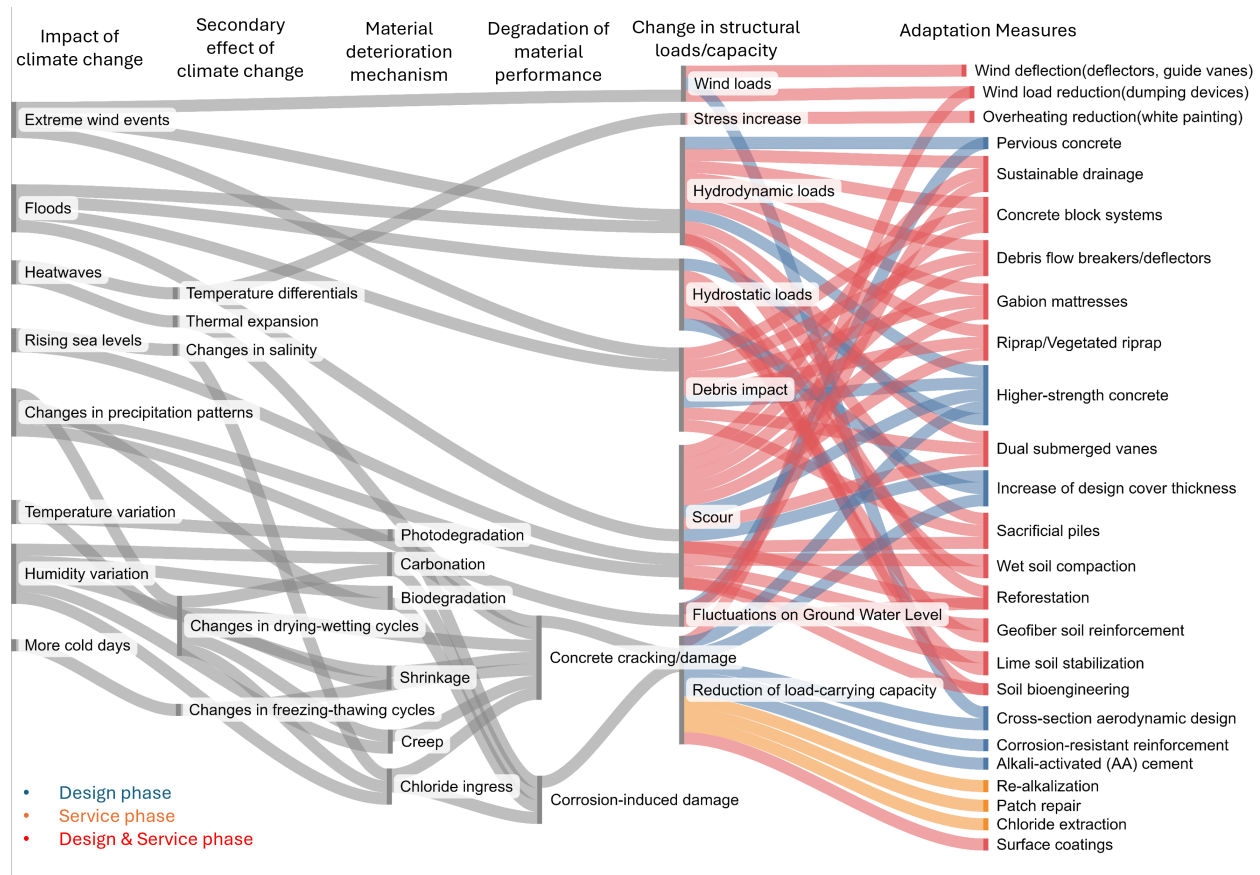 Impact of
climate change
Secondary
effect of
climate change
Material
deterioration
mechanism
Degradation of
material
performance
Change in structural
loads/capacity
Adaptation Measures
Extreme wind events
Floods
Heatwaves
Rising sea levels
Changes in precipitation patterns
Temperature variation
Humidity variation
More cold days
Temperature differentials
Thermal expansion
Changes in salinity
Changes in drying-wetting cycles
Changes in freezing-thawing cycles
Photodegradation
Carbonation
Biodegradation
Shrinkage
Creep
Chloride ingress
Concrete cracking/damage
Corrosion-induced damage
Wind loads
Stress increase
Hydrodynamic loads
Hydrostatic loads
Debris impact
Scour
Fluctuations on Ground Water Level
Reduction of load-carrying capacity
Wind deflection(deflectors, guide vanes)
Wind load reduction(dumping devices)
Overheating reduction(white painting)
Pervious concrete
Sustainable drainage
Concrete block systems
Debris flow breakers/deflectors
Gabion mattresses
Riprap/Vegetated riprap
Higher-strength concrete
Dual submerged vanes
Increase of design cover thickness
Sacrificial piles
Wet soil compaction
Reforestation
Geofiber soil reinforcement
Lime soil stabilization
Soil bioengineering
Cross-section aerodynamic design
Corrosion-resistant reinforcement
Alkali-activated (AA) cement
Re-alkalization
Patch repair
Chloride extraction
Surface coatings
• Design phase
• Service phase
• Design & Service phase